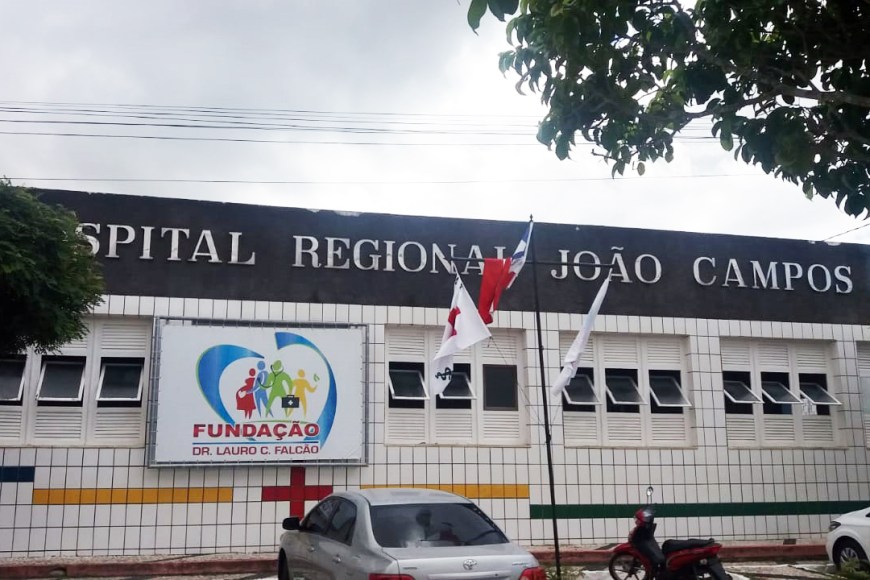 SPITAL REGIONAL JOÃO CAMPOS
FUNDAÇÃO
DR. LAURO C. FALCÃO